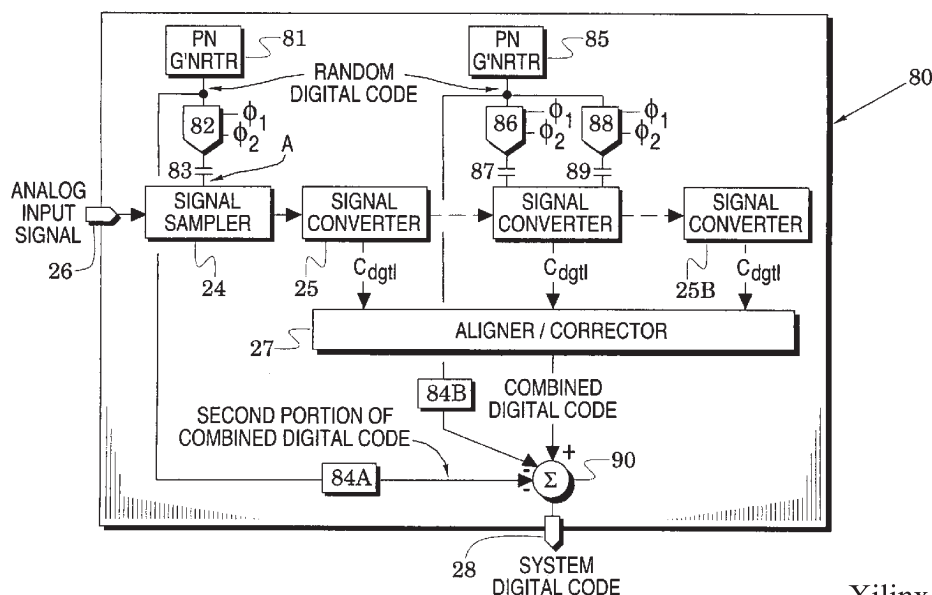 81
85
PN
G'NRTR
PN
G'NRTR
80
RANDOM
DIGITAL CODE
82
ϕ1
ϕ2
86
ϕ1
ϕ2
88
ϕ1
ϕ2
A
83
87
89
ANALOG
INPUT
SIGNAL
26
SIGNAL
SAMPLER
SIGNAL
CONVERTER
SIGNAL
CONVERTER
SIGNAL
CONVERTER
24
25
25B
Cdgtl
Cdgtl
Cdgtl
27
ALIGNER / CORRECTOR
84B
COMBINED
DIGITAL CODE
SECOND PORTION OF
COMBINED DIGITAL CODE
84A
+
-
-
Σ
90
28
SYSTEM
DIGITAL CODE
Xilinx